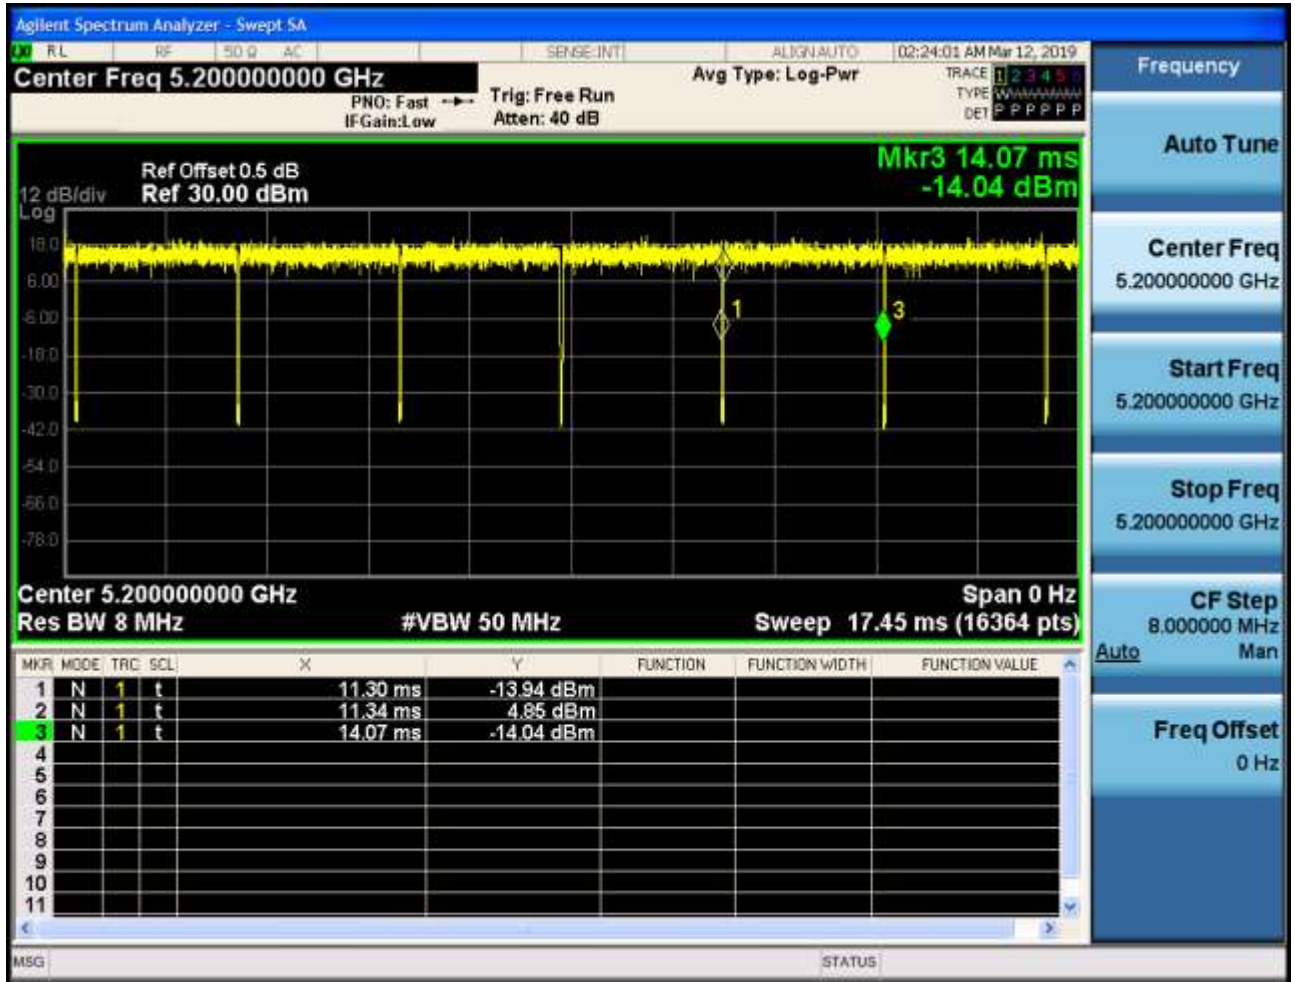 Agilent Spectrum Analyzer - Swept SA
RL RF 50 Ω AC SENSE:INT ALIGN AUTO 02:24:01 AM Mar 12, 2019
Center Freq 5.200000000 GHz
PNO: Fast
IFGain:Low
Trig: Free Run
Atten: 40 dB
Avg Type: Log-Pwr
TRACE 1 2 3 4 5 6
TYPE
DET P P P P P P
Mkr3 14.07 ms
-14.04 dBm
Ref Offset 0.5 dB
12 dB/div Ref 30.00 dBm
Log
18.0
6.00
-6.00
-18.0
-30.0
-42.0
-54.0
-66.0
-78.0
1
3
Center 5.200000000 GHz Span 0 Hz
Res BW 8 MHz #VBW 50 MHz Sweep 17.45 ms (16364 pts)
MKR MODE TRC SCL X Y FUNCTION FUNCTION WIDTH FUNCTION VALUE
1 N 1 t 11.30 ms -13.94 dBm
2 N 1 t 11.34 ms 4.85 dBm
3 N 1 t 14.07 ms -14.04 dBm
4
5
6
7
8
9
10
11
MSG STATUS
Frequency
Auto Tune
Center Freq
5.200000000 GHz
Start Freq
5.200000000 GHz
Stop Freq
5.200000000 GHz
CF Step
8.000000 MHz
Auto Man
Freq Offset
0 Hz